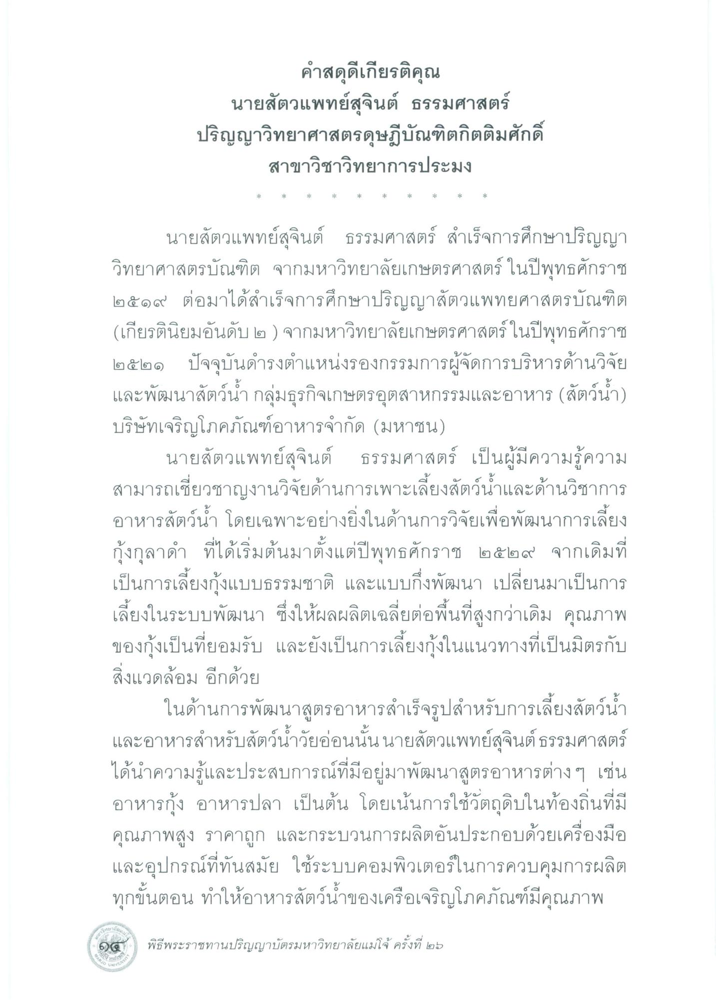 คำสดุดีเกียรติคุณ
นายสัตวแพทย์สุจินต์ ธรรมศาสตร์
ปริญญาวิทยาศาสตรดุษฎีบัณฑิตกิตติมศักดิ์
สาขาวิชาวิทยาการประมง
* * * * * * * * * *
นายสัตวแพทย์สุจินต์ ธรรมศาสตร์ สำเร็จการศึกษาปริญญา
วิทยาศาสตรบัณฑิต จากมหาวิทยาลัยเกษตรศาสตร์ ในปีพุทธศักราช
๒๕๑๙ ต่อมาได้สำเร็จการศึกษาปริญญาสัตวแพทยศาสตรบัณฑิต
(เกียรตินิยมอันดับ ๒ ) จากมหาวิทยาลัยเกษตรศาสตร์ ในปีพุทธศักราช
๒๕๒๑ ปัจจุบันดำรงตำแหน่งรองกรรมการผู้จัดการบริหารด้านวิจัย
และพัฒนาสัตว์น้ำ กลุ่มธุรกิจเกษตรอุตสาหกรรมและอาหาร (สัตว์น้ำ)
บริษัทเจริญโภคภัณฑ์อาหารจำกัด (มหาชน)
นายสัตวแพทย์สุจินต์ ธรรมศาสตร์ เป็นผู้มีความรู้ความ
สามารถเชี่ยวชาญงานวิจัยด้านการเพาะเลี้ยงสัตว์น้ำและด้านวิชาการ
อาหารสัตว์น้ำ โดยเฉพาะอย่างยิ่งในด้านการวิจัยเพื่อพัฒนาการเลี้ยง
กุ้งกุลาดำ ที่ได้เริ่มต้นมาตั้งแต่ปีพุทธศักราช ๒๕๒๙ จากเดิมที่
เป็นการเลี้ยงกุ้งแบบธรรมชาติ และแบบกึ่งพัฒนา เปลี่ยนมาเป็นการ
เลี้ยงในระบบพัฒนา ซึ่งให้ผลผลิตเฉลี่ยต่อพื้นที่สูงกว่าเดิม คุณภาพ
ของกุ้งเป็นที่ยอมรับ และยังเป็นการเลี้ยงกุ้งในแนวทางที่เป็นมิตรกับ
สิ่งแวดล้อม อีกด้วย
ในด้านการพัฒนาสูตรอาหารสำเร็จรูปสำหรับการเลี้ยงสัตว์น้ำ
และอาหารสำหรับสัตว์น้ำวัยอ่อนนั้น นายสัตวแพทย์สุจินต์ ธรรมศาสตร์
ได้นำความรู้และประสบการณ์ที่มีอยู่มาพัฒนาสูตรอาหารต่าง ๆ เช่น
อาหารกุ้ง อาหารปลา เป็นต้น โดยเน้นการใช้วัตถุดิบในท้องถิ่นที่มี
คุณภาพสูง ราคาถูก และกระบวนการผลิตอันประกอบด้วยเครื่องมือ
และอุปกรณ์ที่ทันสมัย ใช้ระบบคอมพิวเตอร์ในการควบคุมการผลิต
ทุกขั้นตอน ทำให้อาหารสัตว์น้ำของเครือเจริญโภคภัณฑ์มีคุณภาพ
มหาวิทยาลัยแม่โจ้
๑๔
MAEJO UNIVERSITY
พิธีพระราชทานปริญญาบัตรมหาวิทยาลัยแม่โจ้ ครั้งที่ ๒๖